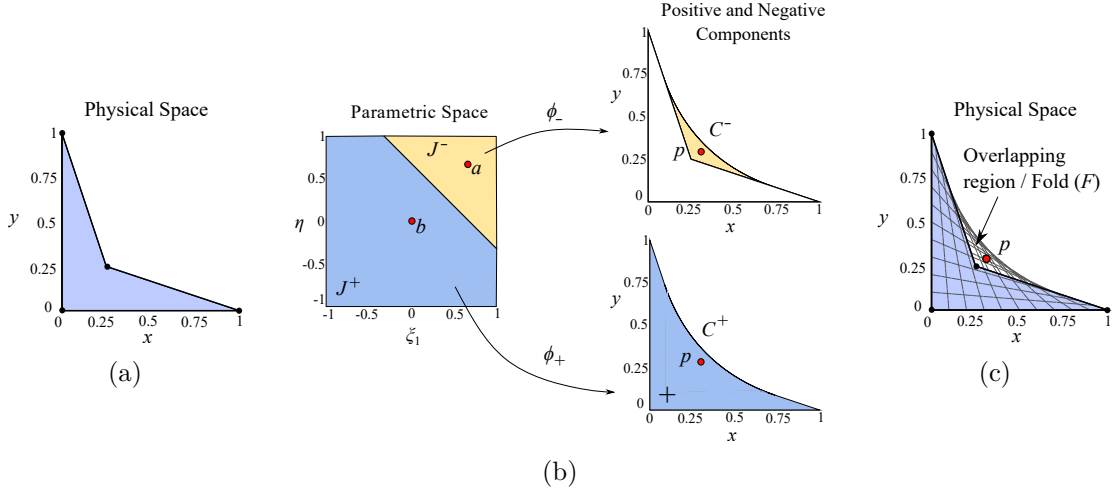 Physical Space
1
0.75
y
0.5
0.25
0
0
0.25
0.5
0.75
1
x
(a)
Parametric Space
1
0.5
η
0
-0.5
-1
-1
-0.5
0
0.5
1
ξ1
J−
a
b
J+
ϕ−
ϕ+
Positive and Negative
Components
1
0.75
y
0.5
0.25
0
0
0.25
0.5
0.75
1
x
C−
p
1
0.75
y
0.5
0.25
0
0
0.25
0.5
0.75
1
x
C+
p
+
(b)
Physical Space
1
0.75
y
0.5
0.25
0
0
0.25
0.5
0.75
1
x
Overlapping
region / Fold (F)
p
(c)